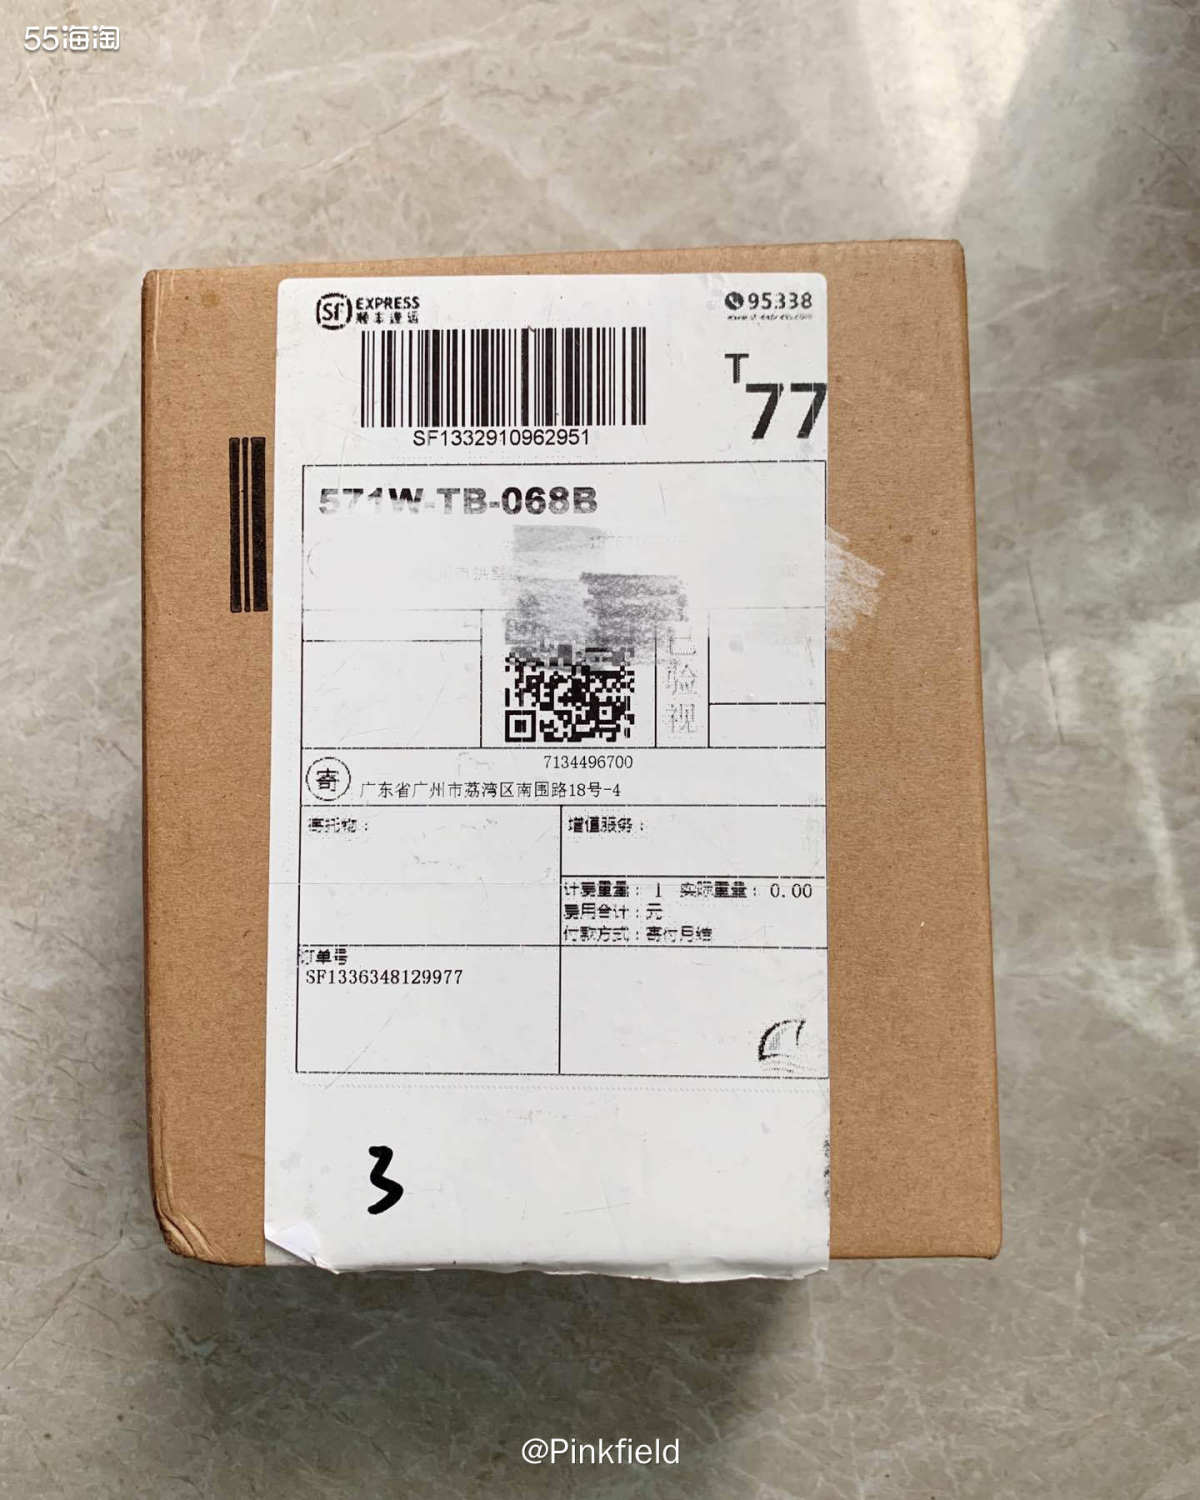 55海淘
SF EXPRESS
顺丰速运
95338
SF1332910962951
T77
571W-TB-068B
已验视
7134496700
寄 广东省广州市荔湾区南围路18号-4
寄托物：
增值服务：
计费重量： 1 实际重量： 0.00
费用合计：元
付款方式：寄付月结
订单号
SF1336348129977
3
@Pinkfield